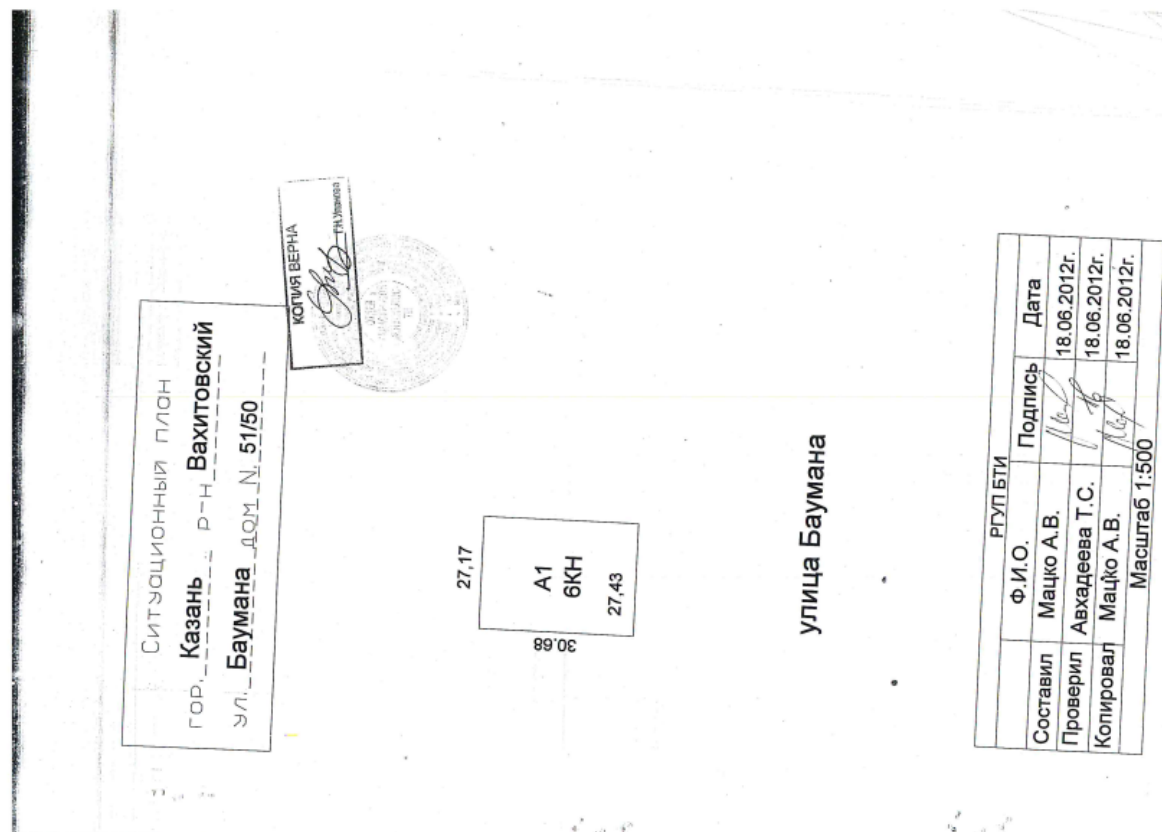 Ситуационный план
гор. Казань р-н Вахитовский
ул. Баумана дом N. 51/50
КОПИЯ ВЕРНА
Г.Н.Уланова
27,17
А1
6КН
27,43
30.68
улица Баумана
РГУП БТИ
Ф.И.О. Подпись Дата
Составил Мацко А.В. 18.06.2012г.
Проверил Авхадеева Т.С. 18.06.2012г.
Копировал Мацко А.В. 18.06.2012г.
Масштаб 1:500